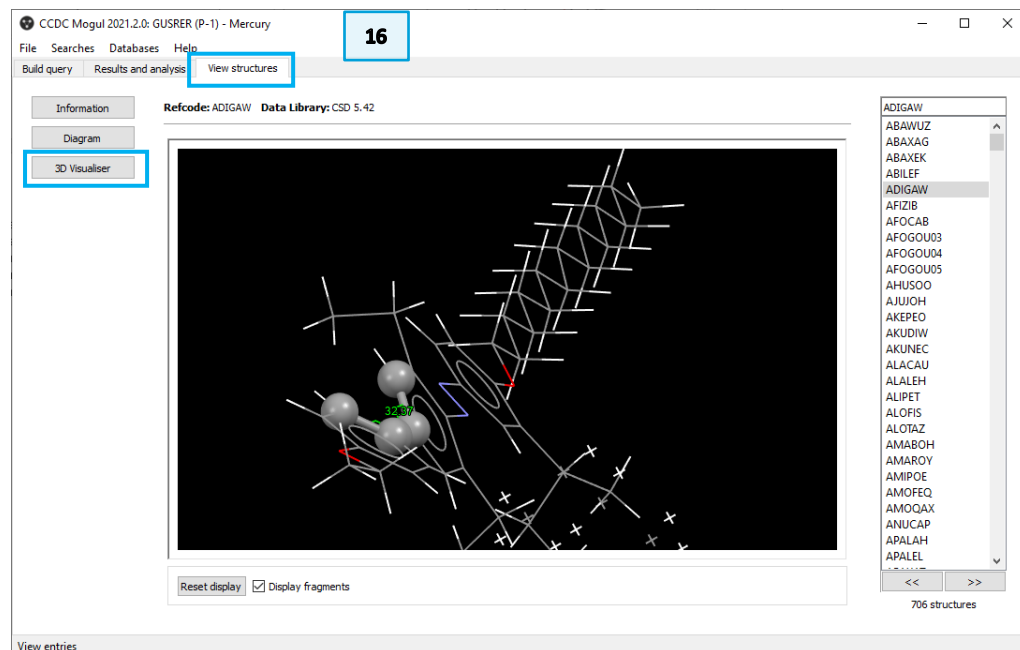 CCDC Mogul 2021.2.0: GUSRER (P-1) - Mercury
16
File Searches Databases Help
Build query Results and analysis View structures
Information
Refcode: ADIGAW Data Library: CSD 5.42
Diagram
3D Visualiser
32.37
ADIGAW
ABAWUZ
ABAXAG
ABAXEK
ABILEF
ADIGAW
AFIZIB
AFOCAB
AFOGOU03
AFOGOU04
AFOGOU05
AHUSOO
AJUJOH
AKEPEO
AKUDIW
AKUNEC
ALACAU
ALALEH
ALIPET
ALOFIS
ALOTAZ
AMABOH
AMAROY
AMIPOE
AMOFEQ
AMOQAX
ANUCAP
APALAH
APALEL
<< >>
706 structures
Reset display Display fragments
View entries